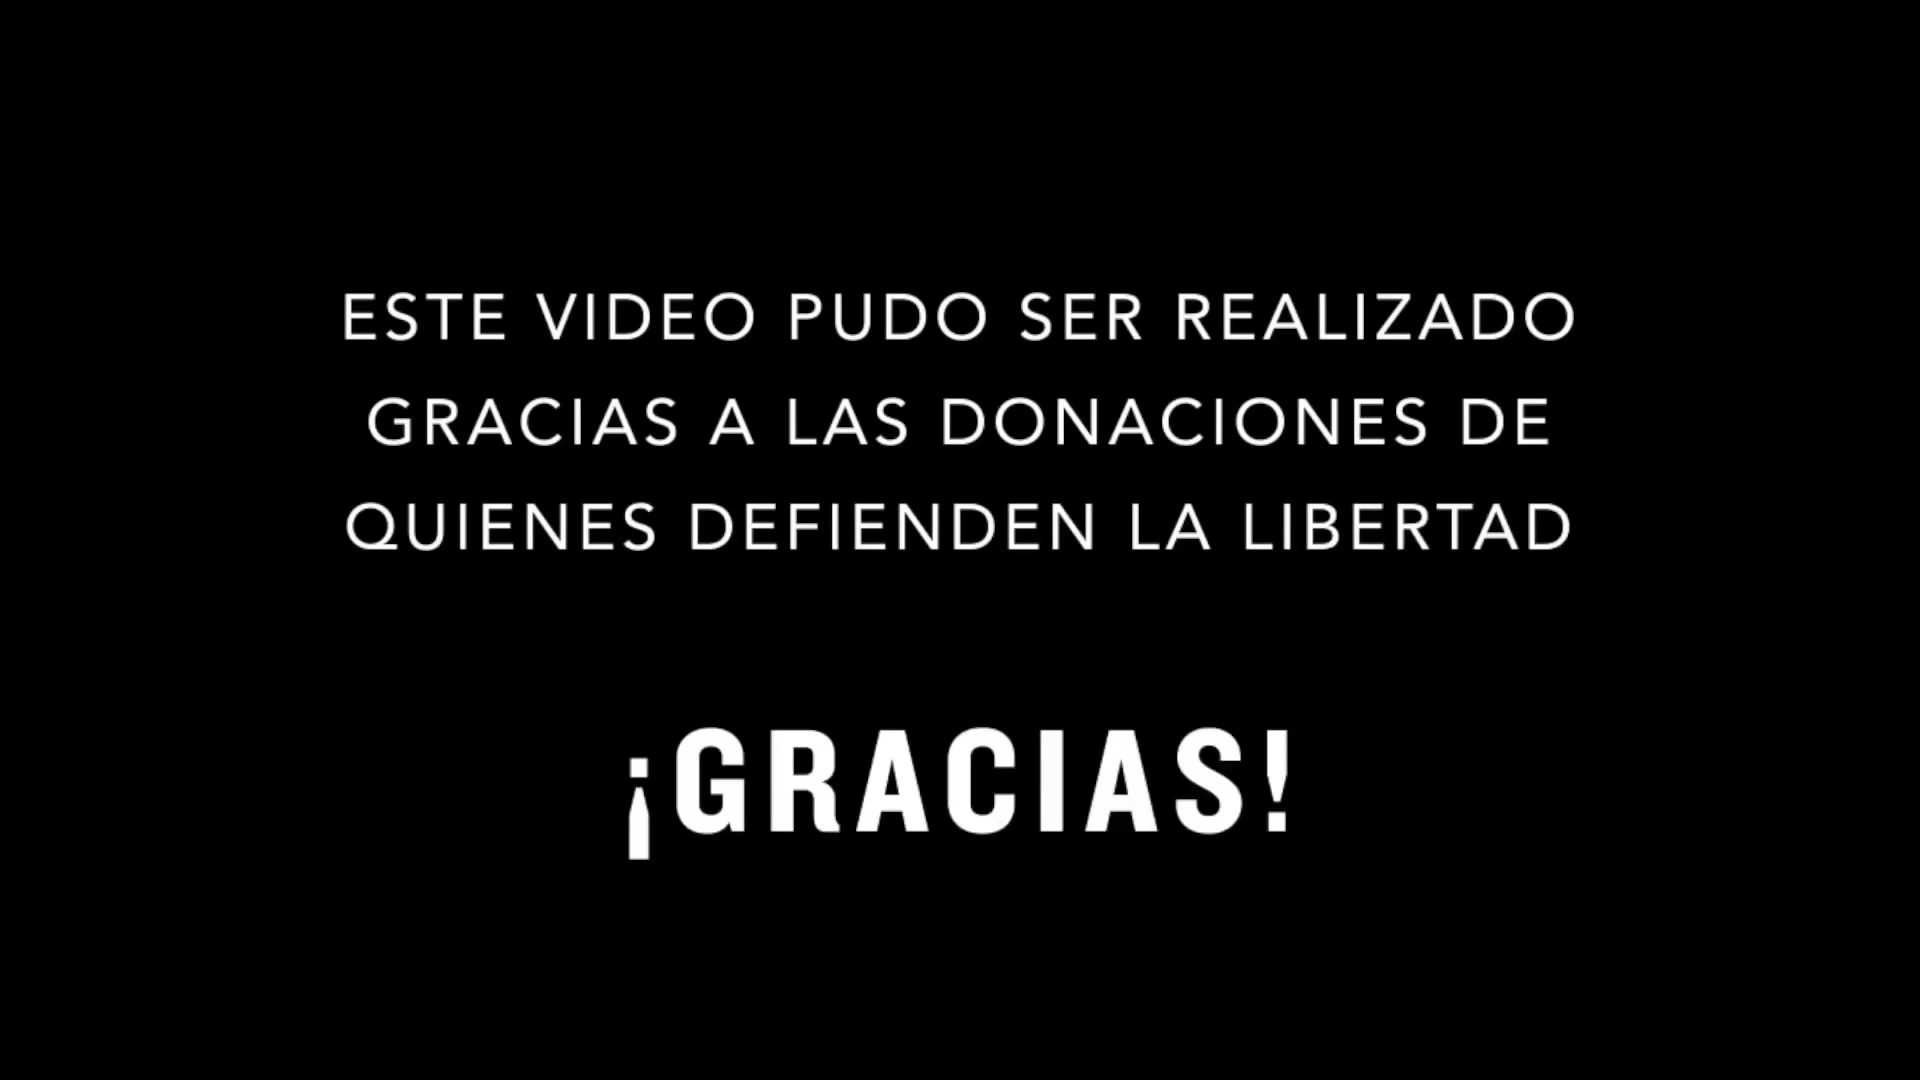 ESTE VIDEO PUDO SER REALIZADO
GRACIAS A LAS DONACIONES DE
QUIENES DEFIENDEN LA LIBERTAD
¡GRACIAS!